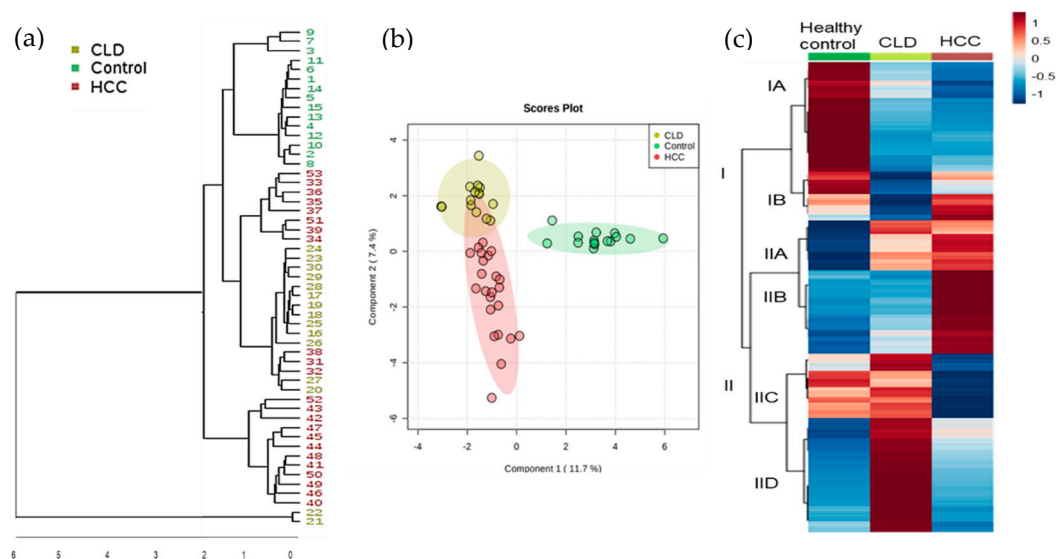 (a)
CLD
Control
HCC
9
7
3
11
6
1
14
5
15
13
4
12
10
2
8
53
33
36
35
37
51
39
34
24
23
30
29
28
17
19
18
25
16
26
38
31
32
27
20
52
43
42
47
45
44
48
41
50
49
46
40
22
21
6 5 4 3 2 1 0
(b)
Scores Plot
CLD
Control
HCC
Component 2 ( 7.4 %)
4
2
0
-2
-4
-6
-4 -2 0 2 4 6
Component 1 ( 11.7 %)
(c)
Healthy
control CLD HCC
1
0.5
0
-0.5
-1
I
IA
IB
II
IIA
IIB
IIC
IID